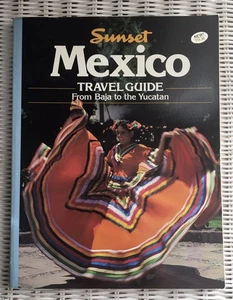 Sunset
Mexico
TRAVEL GUIDE
From Baja to the Yucatan